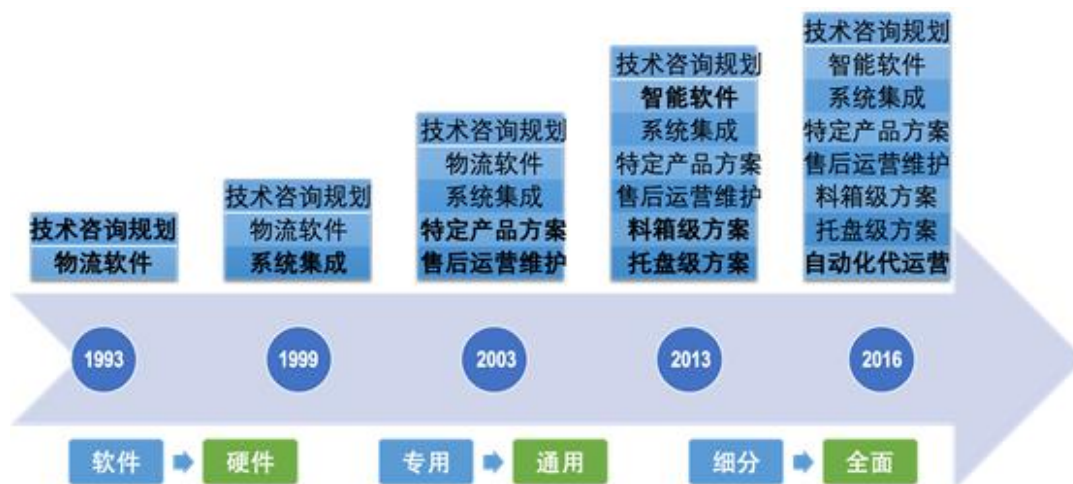 技术咨询规划
物流软件
技术咨询规划
物流软件
系统集成
技术咨询规划
物流软件
系统集成
特定产品方案
售后运营维护
技术咨询规划
智能软件
系统集成
特定产品方案
售后运营维护
料箱级方案
托盘级方案
技术咨询规划
智能软件
系统集成
特定产品方案
售后运营维护
料箱级方案
托盘级方案
自动化代运营
1993
1999
2003
2013
2016
软件
硬件
专用
通用
细分
全面